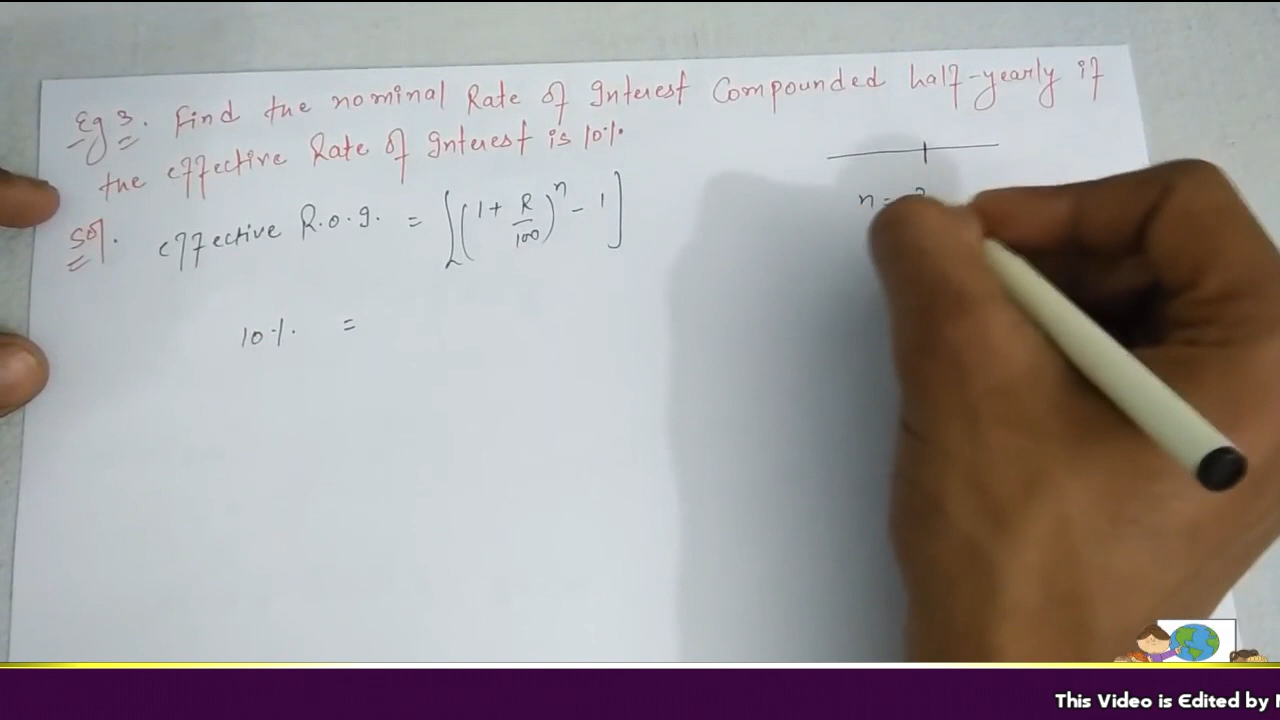 Eg 3. Find the nominal Rate of Interest Compounded half-yearly if
the effective Rate of Interest is 10%.
Sol. effective R.o.I. = [(1 + R/100)^n - 1]
n =
10% =
This Video is Edited by